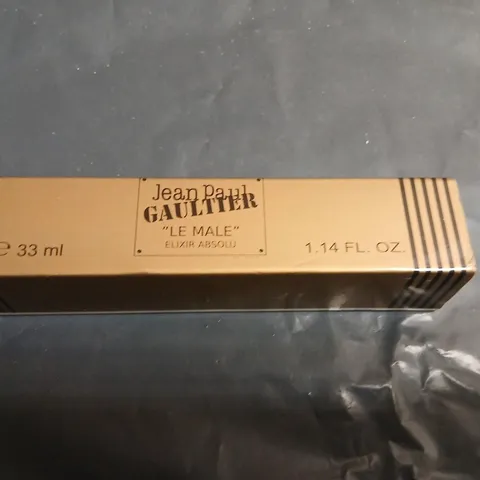 Jean Paul
GAULTIER
"LE MALE"
ELIXIR ABSOLU
℮ 33 ml
1.14 FL. OZ.